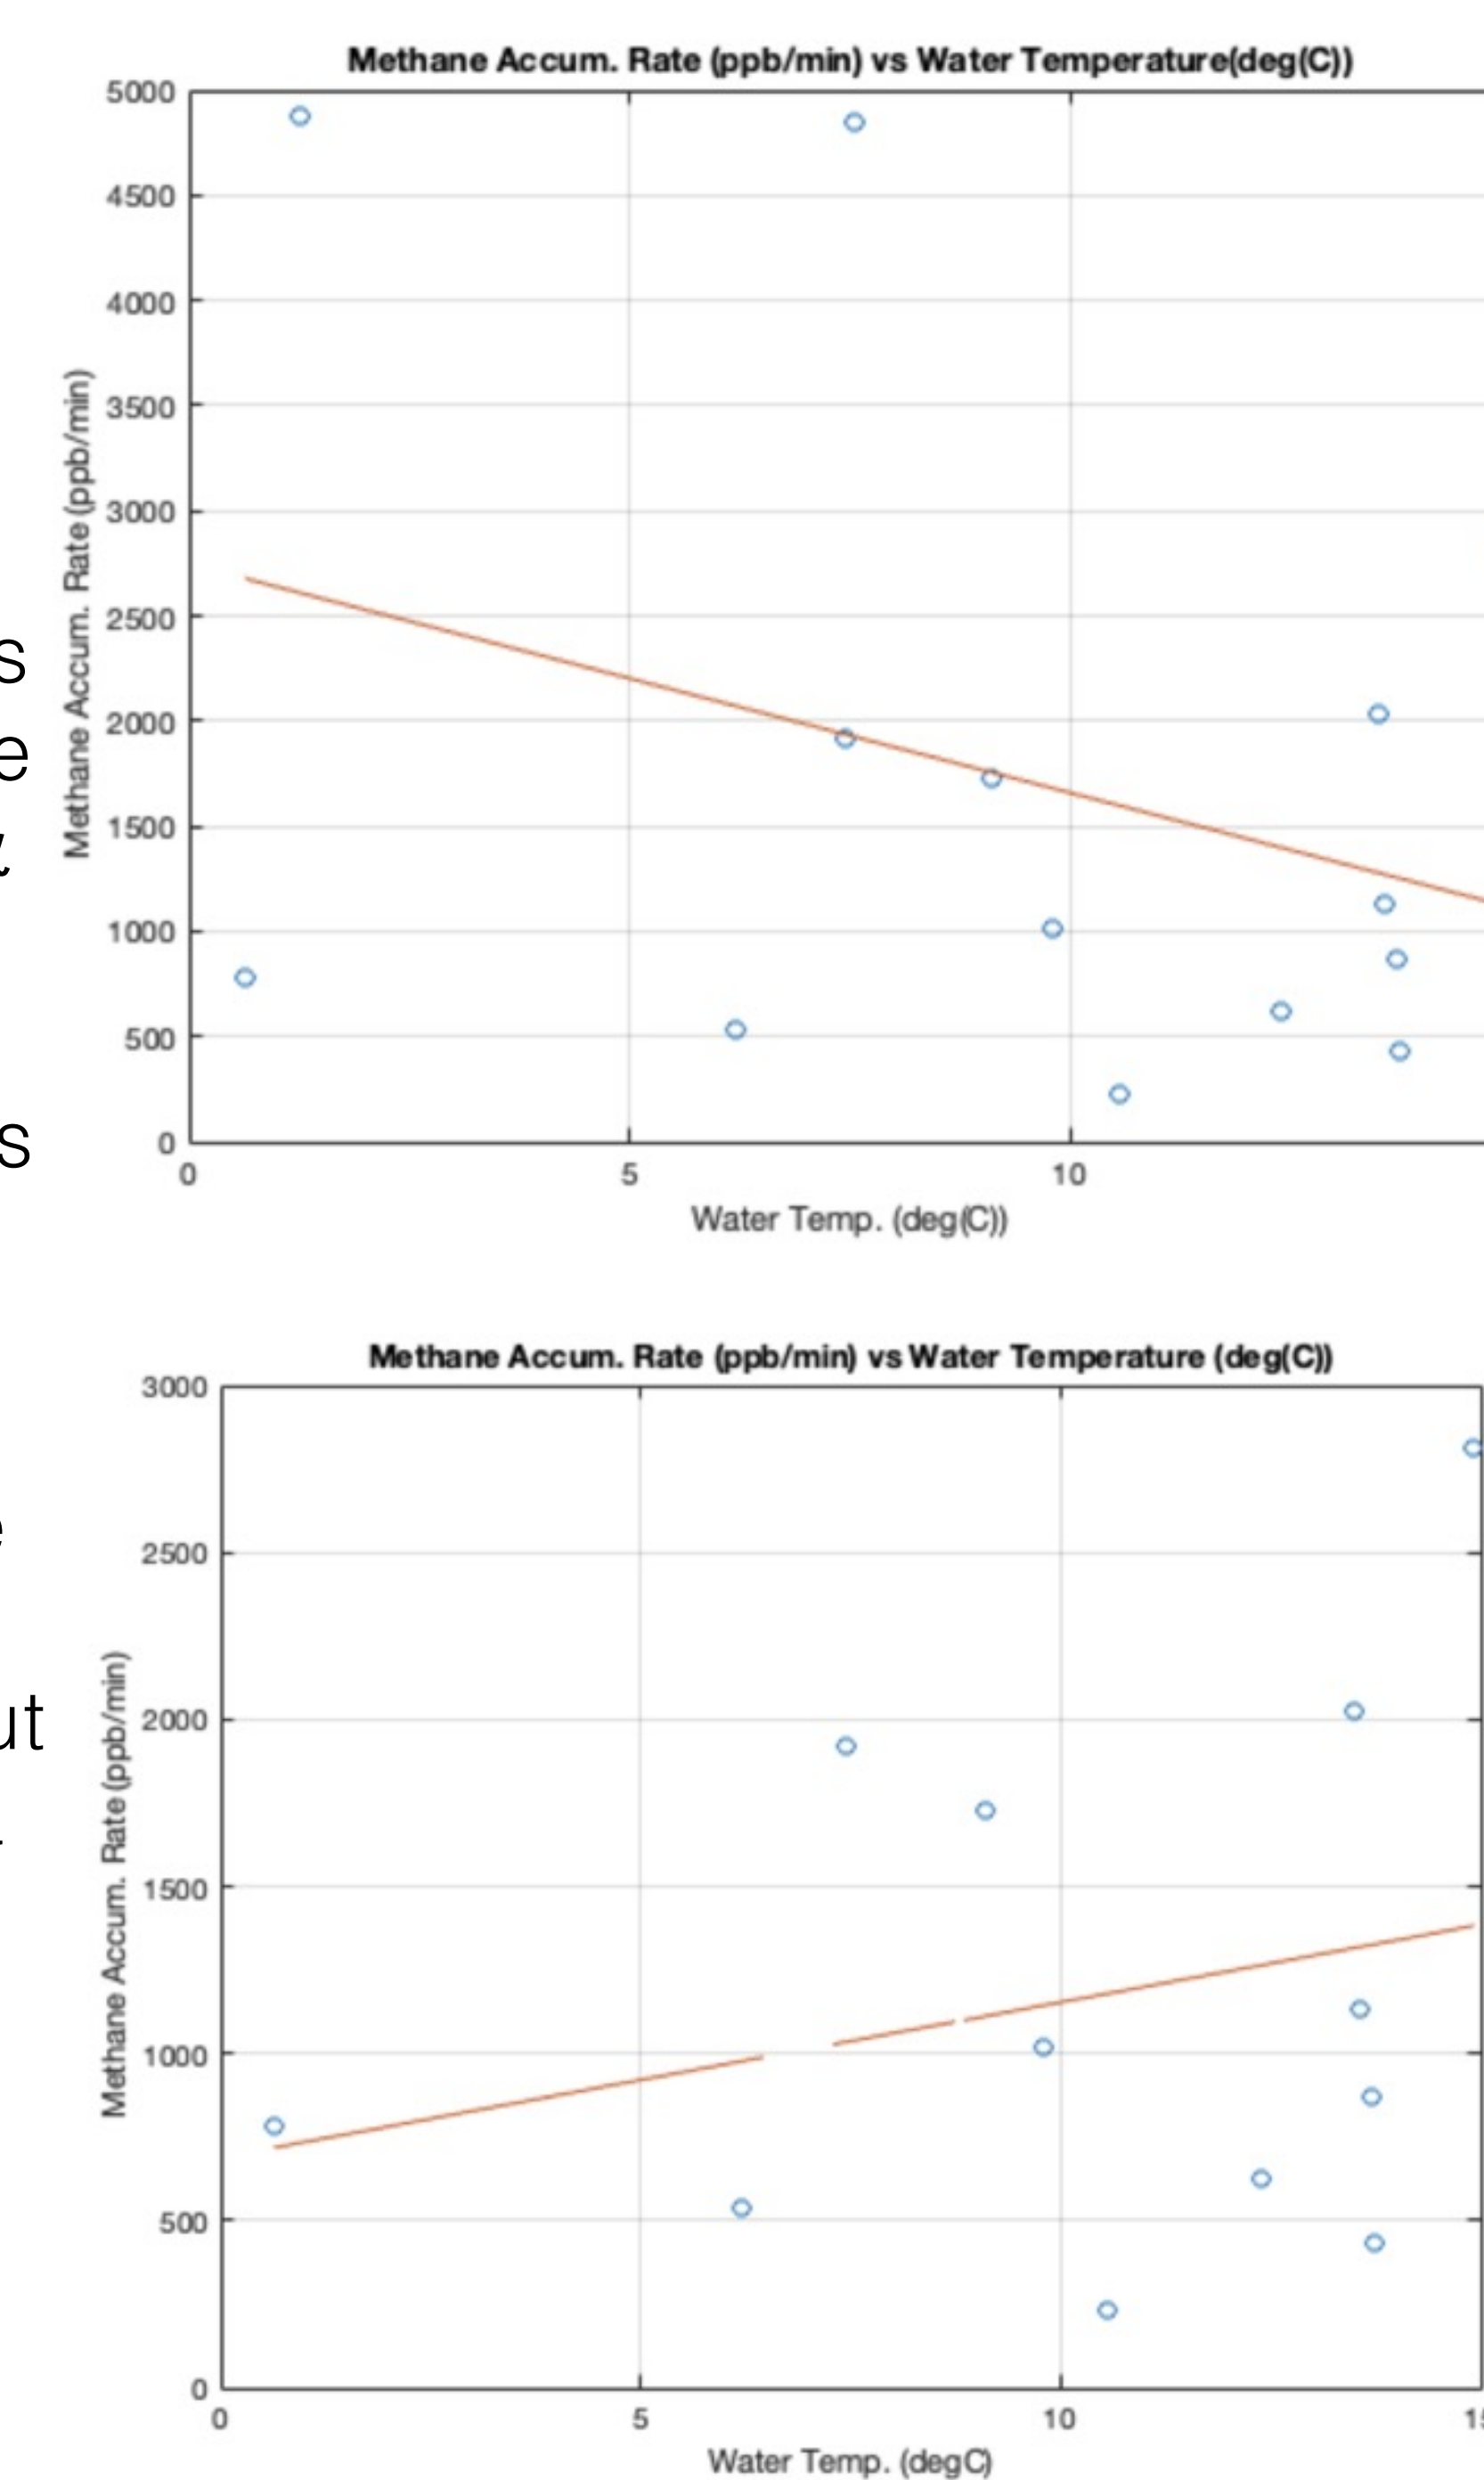 Methane Accum. Rate (ppb/min) vs Water Temperature(deg(C))
5000
4500
4000
3500
3000
2500
2000
1500
1000
500
0
Methane Accum. Rate (ppb/min)
0 5 10
Water Temp. (deg(C))
s
e
s
Methane Accum. Rate (ppb/min) vs Water Temperature (deg(C))
3000
2500
2000
1500
1000
500
0
Methane Accum. Rate (ppb/min)
0 5 10
Water Temp. (degC)
ut